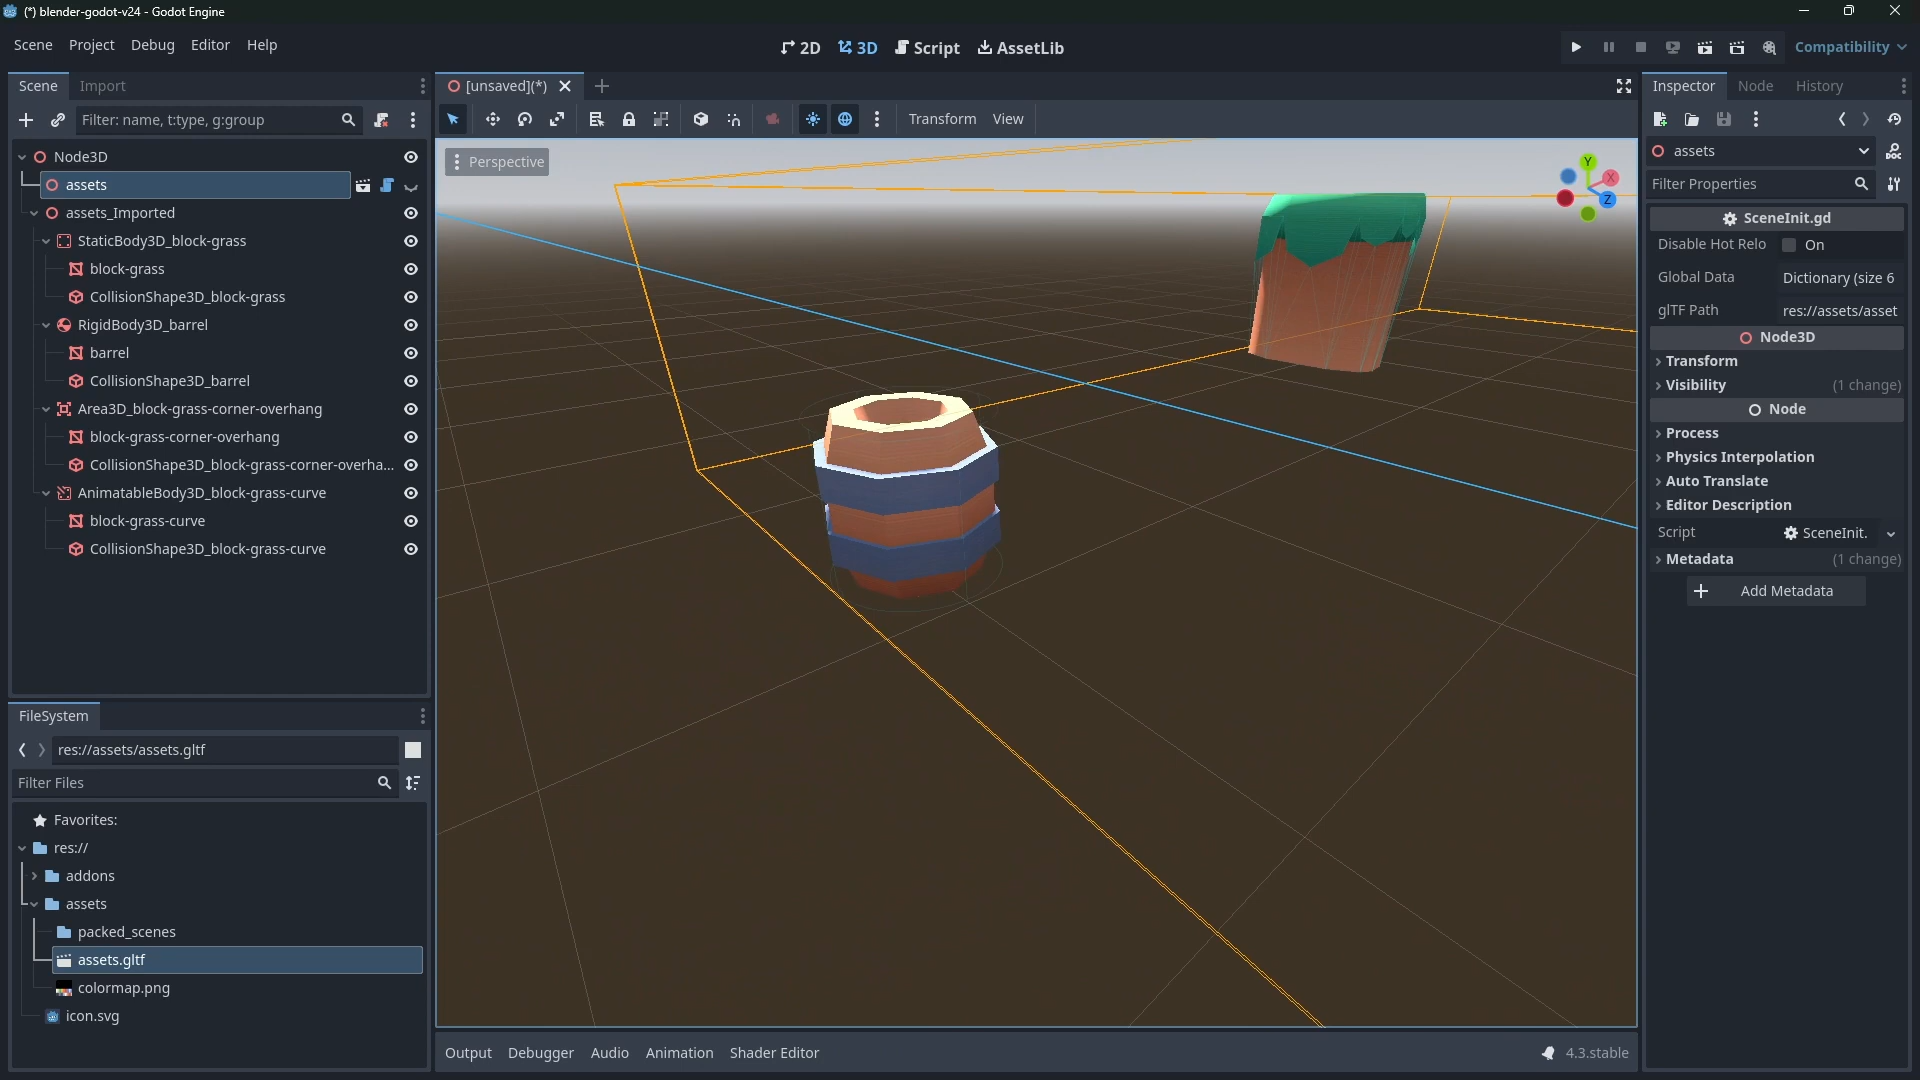 (*) blender-godot-v24 - Godot Engine
Scene Project Debug Editor Help
2D 3D Script AssetLib
Compatibility
Scene Import
Filter: name, t:type, g:group
Node3D
assets
assets_Imported
StaticBody3D_block-grass
block-grass
CollisionShape3D_block-grass
RigidBody3D_barrel
barrel
CollisionShape3D_barrel
Area3D_block-grass-corner-overhang
block-grass-corner-overhang
CollisionShape3D_block-grass-corner-overha...
AnimatableBody3D_block-grass-curve
block-grass-curve
CollisionShape3D_block-grass-curve
FileSystem
res://assets/assets.gltf
Filter Files
Favorites:
res://
addons
assets
packed_scenes
assets.gltf
colormap.png
icon.svg
[unsaved](*)
Transform View
Perspective
Y
X
Z
Output Debugger Audio Animation Shader Editor
4.3.stable
Inspector Node History
assets
Filter Properties
SceneInit.gd
Disable Hot Relo On
Global Data Dictionary (size 6
glTF Path res://assets/asset
Node3D
Transform
Visibility (1 change)
Node
Process
Physics Interpolation
Auto Translate
Editor Description
Script SceneInit.
Metadata (1 change)
Add Metadata